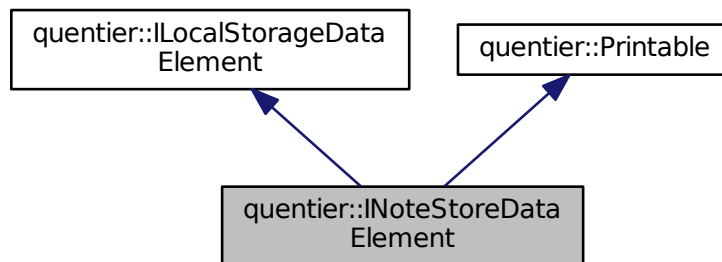 quentier::ILocalStorageData
Element
quentier::Printable
quentier::INoteStoreData
Element